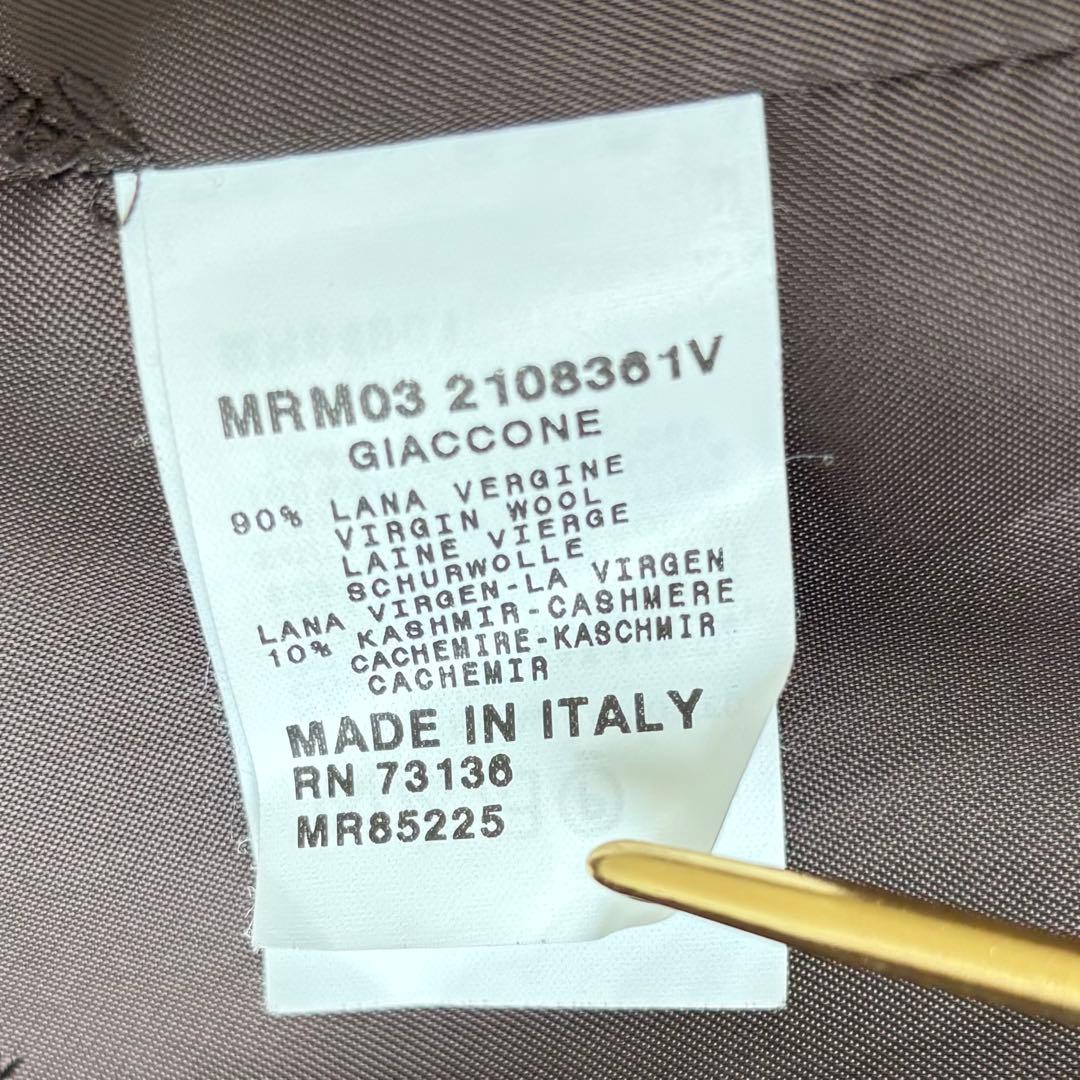 MRM03 2108361V
GIACCONE
90% LANA VERGINE
VIRGIN WOOL
LAINE VIERGE
SCHURWOLLE
LANA VIRGEN-LA VIRGEN
10% KASHMIR-CASHMERE
CACHEMIRE-KASCHMIR
CACHEMIR
MADE IN ITALY
RN 73136
MR85225